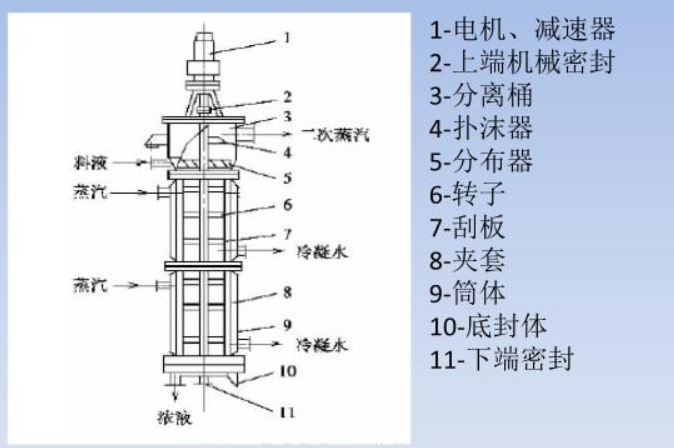 1
2
3
二次蒸汽
4
料液
5
蒸汽
6
7
冷凝水
蒸汽
8
9
冷凝水
10
11
浓液
1-电机、减速器
2-上端机械密封
3-分离桶
4-扑沫器
5-分布器
6-转子
7-刮板
8-夹套
9-筒体
10-底封体
11-下端密封